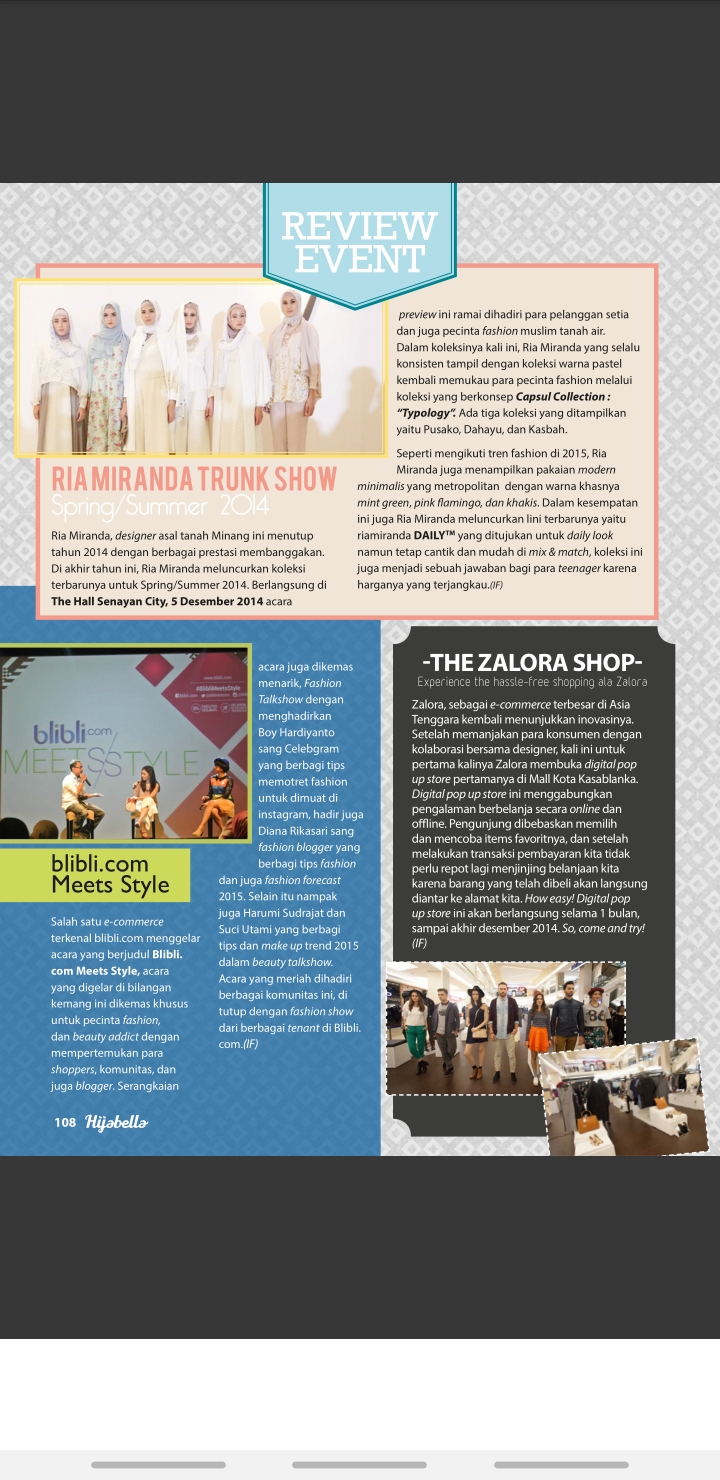 REVIEW
EVENT
RIA MIRANDA TRUNK SHOW
Spring/Summer 2014
Ria Miranda, designer asal tanah Minang ini menutup
tahun 2014 dengan berbagai prestasi membanggakan.
Di akhir tahun ini, Ria Miranda meluncurkan koleksi
terbarunya untuk Spring/Summer 2014. Berlangsung di
The Hall Senayan City, 5 Desember 2014 acara
preview ini ramai dihadiri para pelanggan setia
dan juga pecinta fashion muslim tanah air.
Dalam koleksinya kali ini, Ria Miranda yang selalu
konsisten tampil dengan koleksi warna pastel
kembali memukau para pecinta fashion melalui
koleksi yang berkonsep Capsul Collection :
“Typology”. Ada tiga koleksi yang ditampilkan
yaitu Pusako, Dahayu, dan Kasbah.
Seperti mengikuti tren fashion di 2015, Ria
Miranda juga menampilkan pakaian modern
minimalis yang metropolitan dengan warna khasnya
mint green, pink flamingo, dan khakis. Dalam kesempatan
ini juga Ria Miranda meluncurkan lini terbarunya yaitu
riamiranda DAILY™ yang ditujukan untuk daily look
namun tetap cantik dan mudah di mix & match, koleksi ini
juga menjadi sebuah jawaban bagi para teenager karena
harganya yang terjangkau.(IF)
blibli.com
#BlibliMeetsStyle
MEETS STYLE
blibli.com
Meets Style
Salah satu e-commerce
terkenal blibli.com menggelar
acara yang berjudul Blibli.
com Meets Style, acara
yang digelar di bilangan
kemang ini dikemas khusus
untuk pecinta fashion,
dan beauty addict dengan
mempertemukan para
shoppers, komunitas, dan
juga blogger. Serangkaian
acara juga dikemas
menarik, Fashion
Talkshow dengan
menghadirkan
Boy Hardiyanto
sang Celebgram
yang berbagi tips
memotret fashion
untuk dimuat di
instagram, hadir juga
Diana Rikasari sang
fashion blogger yang
berbagi tips fashion
dan juga fashion forecast
2015. Selain itu nampak
juga Harumi Sudrajat dan
Suci Utami yang berbagi
tips dan make up trend 2015
dalam beauty talkshow.
Acara yang meriah dihadiri
berbagai komunitas ini, di
tutup dengan fashion show
dari berbagai tenant di Blibli.
com.(IF)
-THE ZALORA SHOP-
Experience the hassle-free shopping ala Zalora
Zalora, sebagai e-commerce terbesar di Asia
Tenggara kembali menunjukkan inovasinya.
Setelah memanjakan para konsumen dengan
kolaborasi bersama designer, kali ini untuk
pertama kalinya Zalora membuka digital pop
up store pertamanya di Mall Kota Kasablanka.
Digital pop up store ini menggabungkan
pengalaman berbelanja secara online dan
offline. Pengunjung dibebaskan memilih
dan mencoba items favoritnya, dan setelah
melakukan transaksi pembayaran kita tidak
perlu repot lagi menjinjing belanjaan kita
karena barang yang telah dibeli akan langsung
diantar ke alamat kita. How easy! Digital pop
up store ini akan berlangsung selama 1 bulan,
sampai akhir desember 2014. So, come and try!
(IF)
86
108 Hijabella